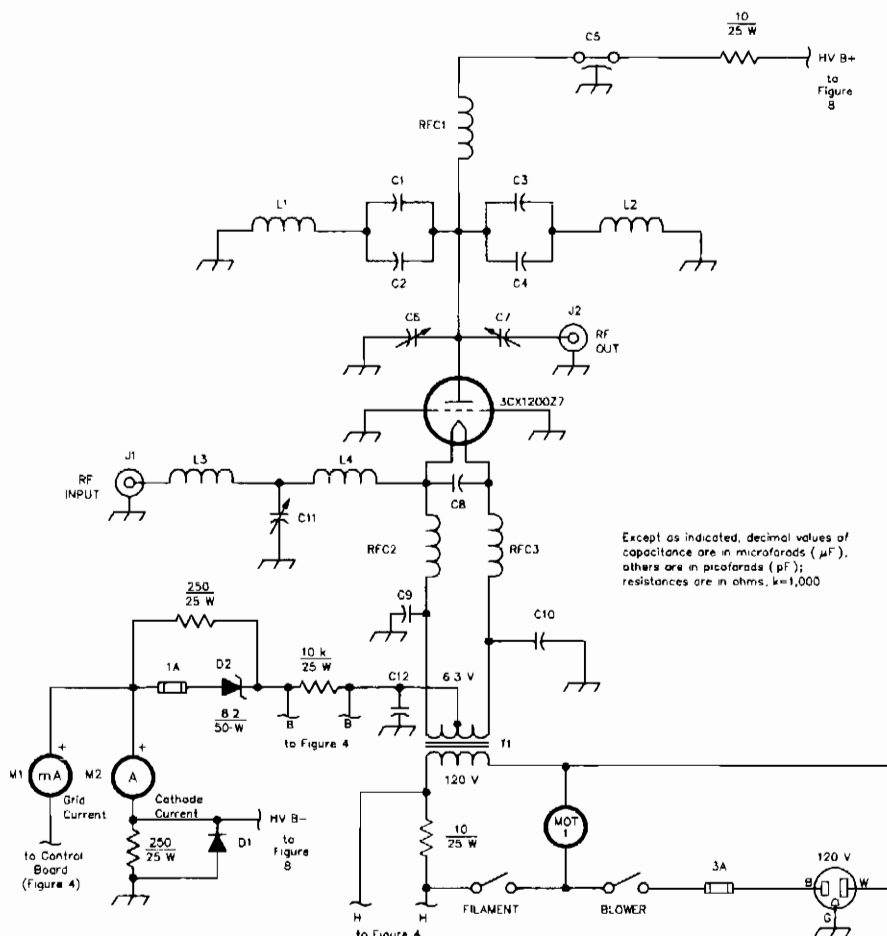 10
25 W
C5
HV B+
to
Figure
8
RFC1
C1
C3
L1
L2
C2
C4
C6
C7
J2
RF
OUT
3CX1200Z7
J1
L3
L4
RF
INPUT
C11
C8
RFC2
RFC3
Except as indicated, decimal values of
capacitance are in microfarads ( μF ),
others are in picofarads ( pF );
resistances are in ohms, k=1,000
250
25 W
C9
C10
1A
D2
10 k
25 W
C12
6.3 V
8.2
50-W
B
B
to Figure 4
T1
120 V
M1
mA
M2
A
Grid
Current
Cathode
Current
HV B-
to
Figure
8
MOT
1
10
25 W
250
25 W
D1
to Control
Board
(Figure 4)
3A
120 V
B
W
G
H
H
FILAMENT
BLOWER
to Figure 4